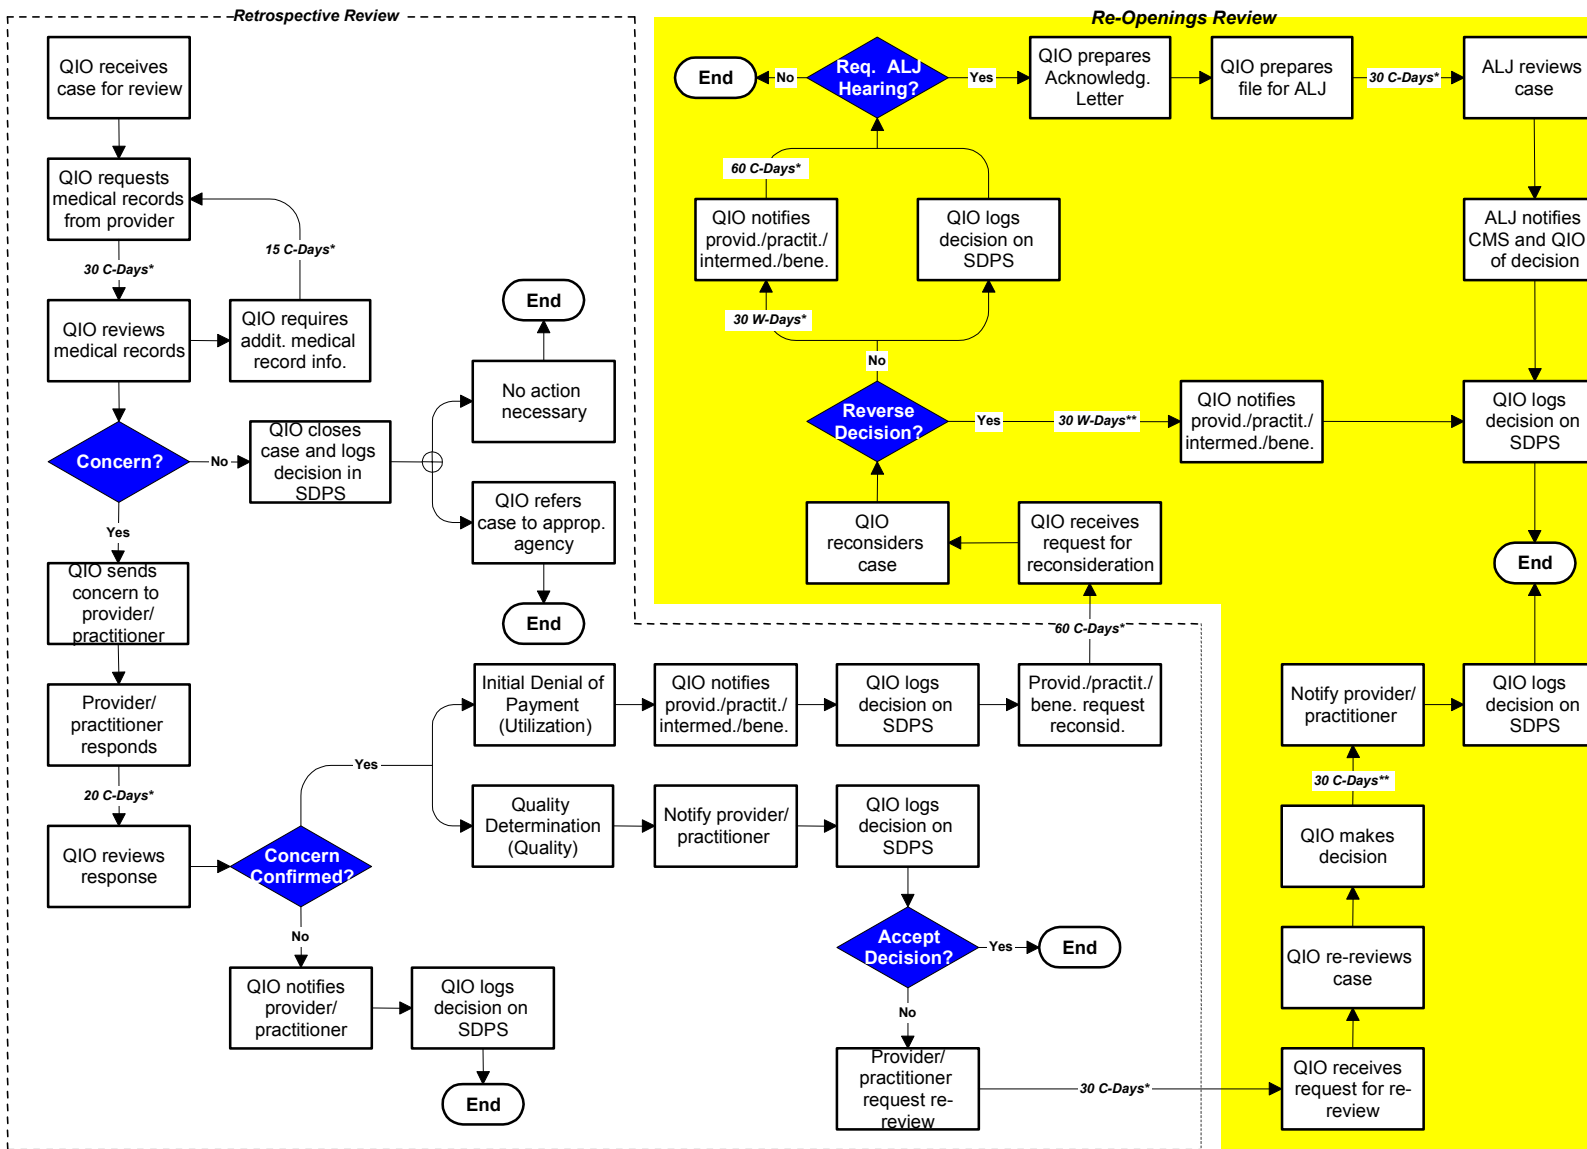 Retrospective Review
QIO receives
case for review
QIO requests
medical records
from provider
15 C-Days*
30 C-Days*
QIO reviews
medical records
QIO requires
addit. medical
record info.
End
No action
necessary
Concern?
No
QIO closes
case and logs
decision in
SDPS
QIO refers
case to approp.
agency
End
Yes
QIO sends
concern to
provider/
practitioner
Provider/
practitioner
responds
20 C-Days*
QIO reviews
response
Concern
Confirmed?
Yes
Initial Denial of
Payment
(Utilization)
QIO notifies
provid./practit./
intermed./bene.
QIO logs
decision on
SDPS
Provid./practit./
bene. request
reconsid.
60 C-Days*
Quality
Determination
(Quality)
Notify provider/
practitioner
QIO logs
decision on
SDPS
Accept
Decision?
Yes
End
No
Provider/
practitioner
request re-
review
30 C-Days*
No
QIO notifies
provider/
practitioner
QIO logs
decision on
SDPS
End
Re-Openings Review
End
No
Req. ALJ
Hearing?
Yes
QIO prepares
Acknowledg.
Letter
QIO prepares
file for ALJ
30 C-Days*
ALJ reviews
case
60 C-Days*
QIO notifies
provid./practit./
intermed./bene.
QIO logs
decision on
SDPS
ALJ notifies
CMS and QIO
of decision
30 W-Days*
No
Reverse
Decision?
Yes
30 W-Days**
QIO notifies
provid./practit./
intermed./bene.
QIO logs
decision on
SDPS
QIO
reconsiders
case
QIO receives
request for
reconsideration
End
Notify provider/
practitioner
QIO logs
decision on
SDPS
30 C-Days**
QIO makes
decision
QIO re-reviews
case
QIO receives
request for re-
review